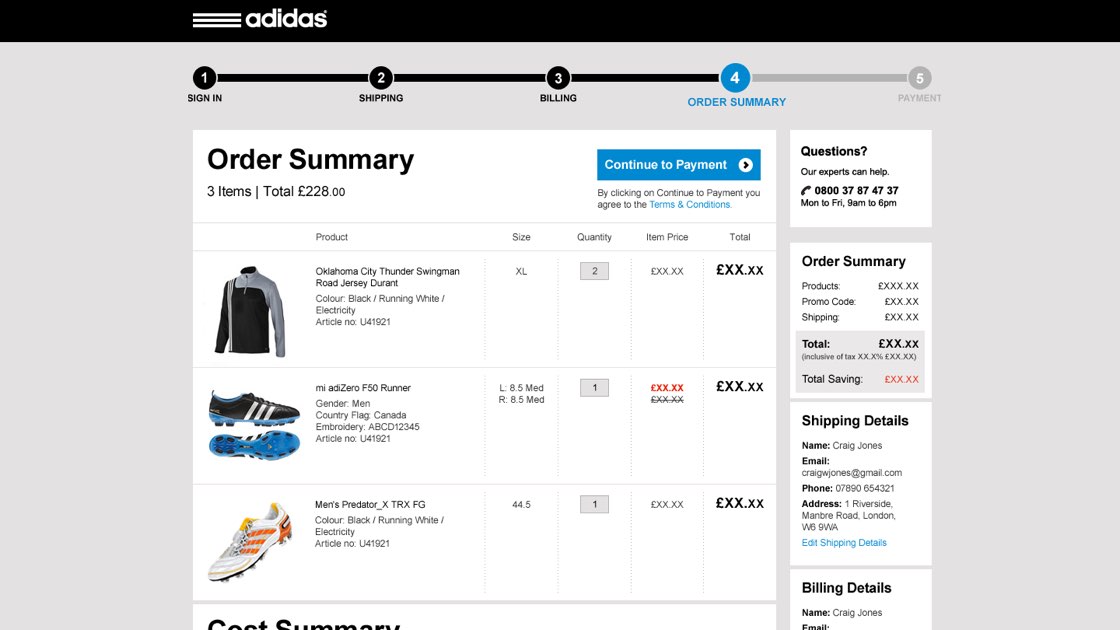 adidas
1
2
3
4
5
SIGN IN
SHIPPING
BILLING
ORDER SUMMARY
PAYMENT
Order Summary
3 Items | Total £228.00
Continue to Payment
By clicking on Continue to Payment you
agree to the Terms & Conditions.
Product Size Quantity Item Price Total
Oklahoma City Thunder Swingman
Road Jersey Durant
Colour: Black / Running White /
Electricity
Article no: U41921
XL
2
£XX.XX
£XX.XX
mi adiZero F50 Runner
Gender: Men
Country Flag: Canada
Embroidery: ABCD12345
Article no: U41921
L: 8.5 Med
R: 8.5 Med
1
£XX.XX
£XX.XX
£XX.XX
Men's Predator_X TRX FG
Colour: Black / Running White /
Electricity
Article no: U41921
44.5
1
£XX.XX
£XX.XX
Cost Summary
Questions?
Our experts can help.
0800 37 87 47 37
Mon to Fri, 9am to 6pm
Order Summary
Products: £XXX.XX
Promo Code: £XX.XX
Shipping: £XX.XX
Total: £XX.XX
(inclusive of tax XX.X% £XX.XX)
Total Saving: £XX.XX
Shipping Details
Name: Craig Jones
Email:
craigwjones@gmail.com
Phone: 07890 654321
Address: 1 Riverside,
Manbre Road, London,
W6 9WA
Edit Shipping Details
Billing Details
Name: Craig Jones
Email: